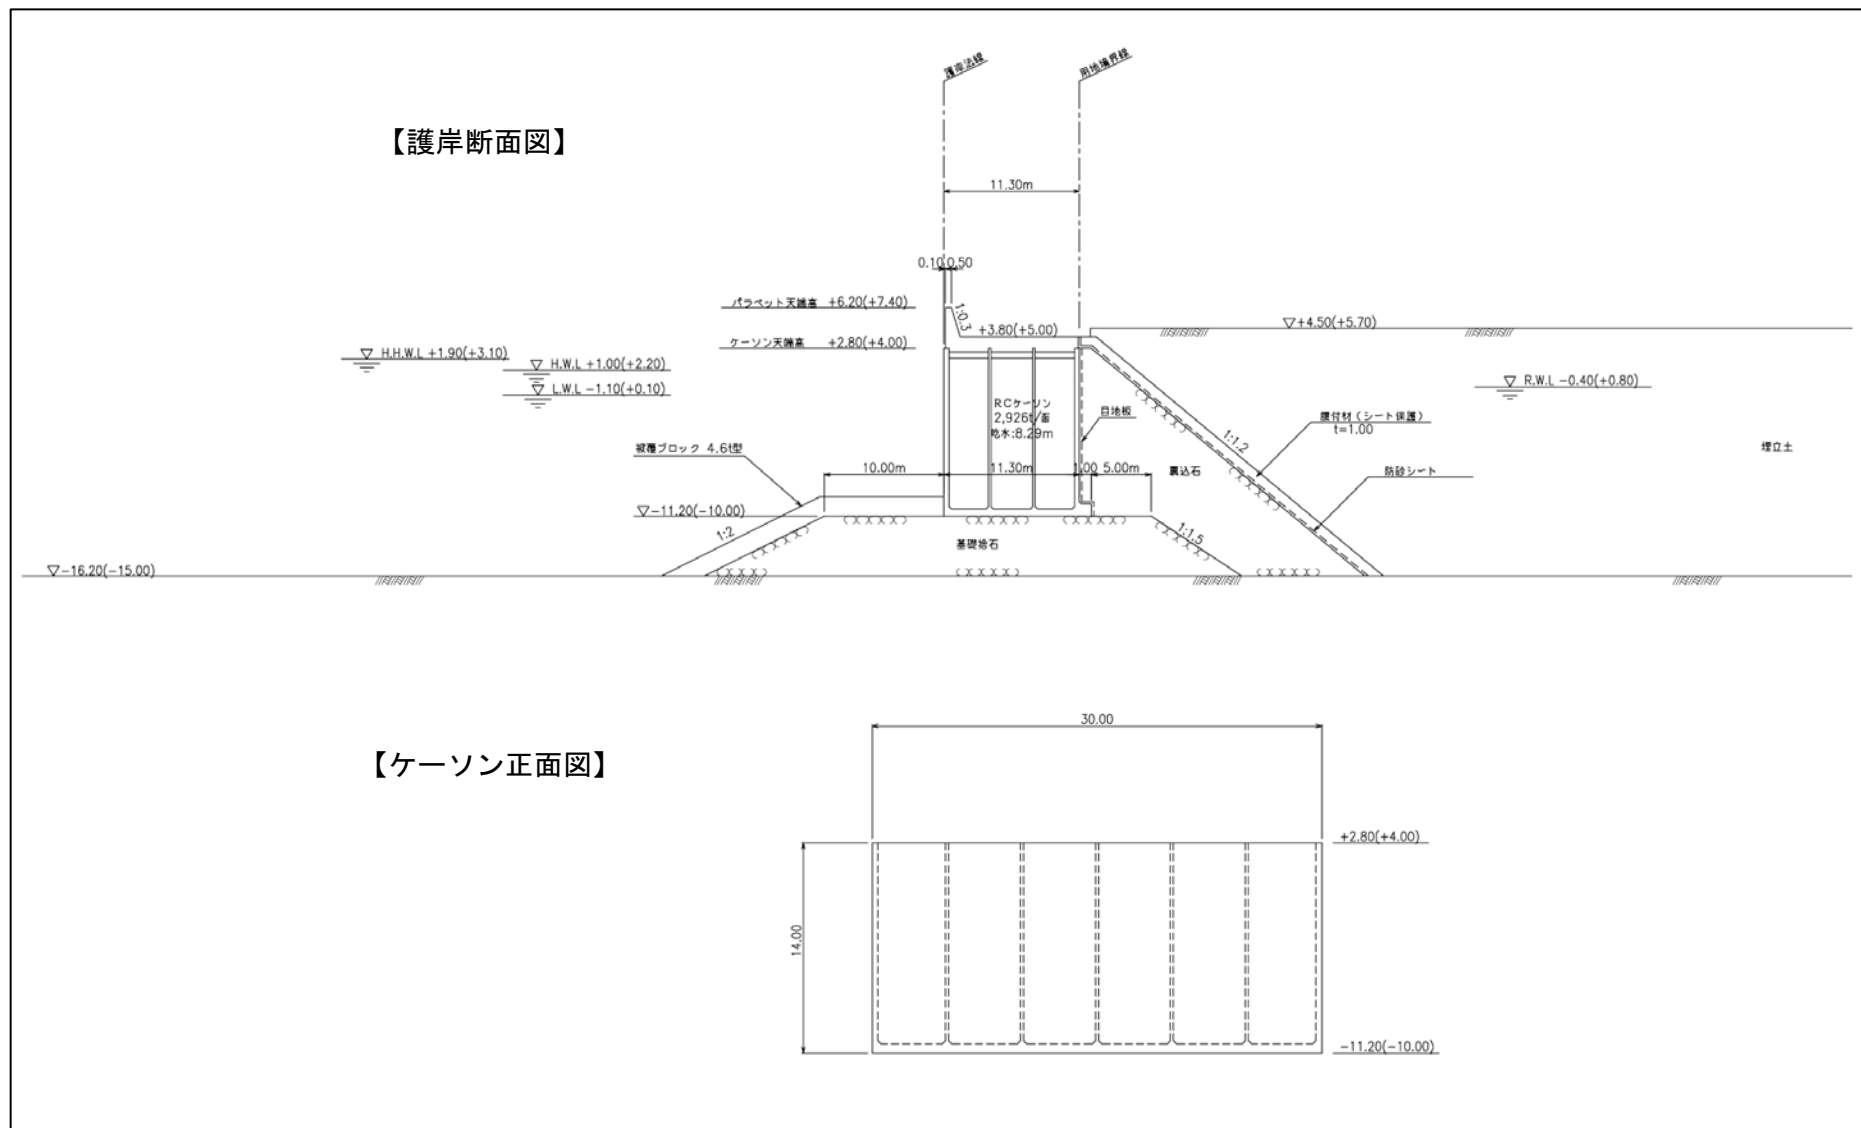 護岸法線
用地境界線
【護岸断面図】
11.30m
0.10 0.50
パラペット天端高 +6.20(+7.40)
1:0.3
+3.80(+5.00)
▽+4.50(+5.70)
ケーソン天端高 +2.80(+4.00)
▽ H.H.W.L +1.90(+3.10)
▽ H.W.L +1.00(+2.20)
▽ L.W.L -1.10(+0.10)
▽ R.W.L -0.40(+0.80)
RCケーソン
2,926t/函
吃水:8.29m
目地板
腹付材(シート保護)
t=1.00
1:1.2
埋立土
被覆ブロック 4.6t型
10.00m
11.30m
1.00
5.00m
裏込石
防砂シート
▽-11.20(-10.00)
1:2
1:1.5
基礎捨石
▽-16.20(-15.00)
30.00
【ケーソン正面図】
+2.80(+4.00)
14.00
-11.20(-10.00)